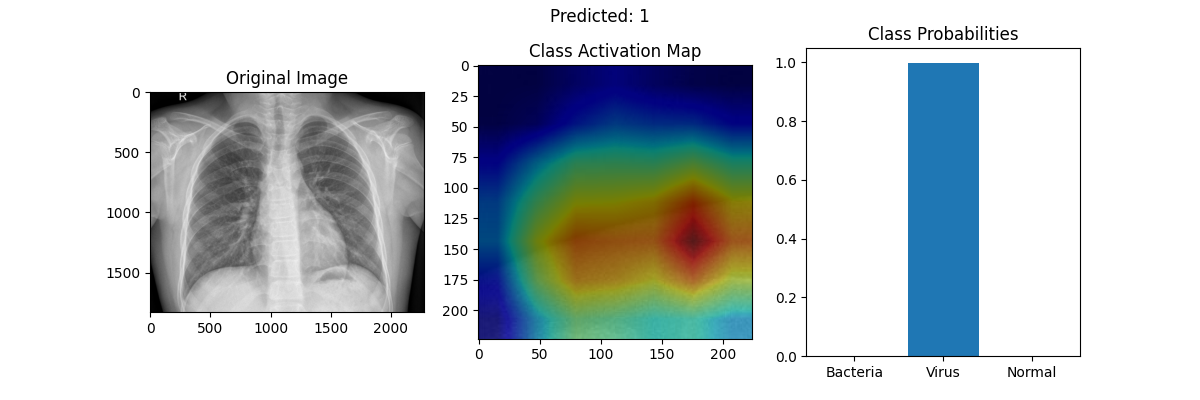 Predicted: 1
Original Image
R
0
500
1000
1500
0 500 1000 1500 2000
Class Activation Map
0
25
50
75
100
125
150
175
200
0 50 100 150 200
Class Probabilities
1.0
0.8
0.6
0.4
0.2
0.0
Bacteria Virus Normal